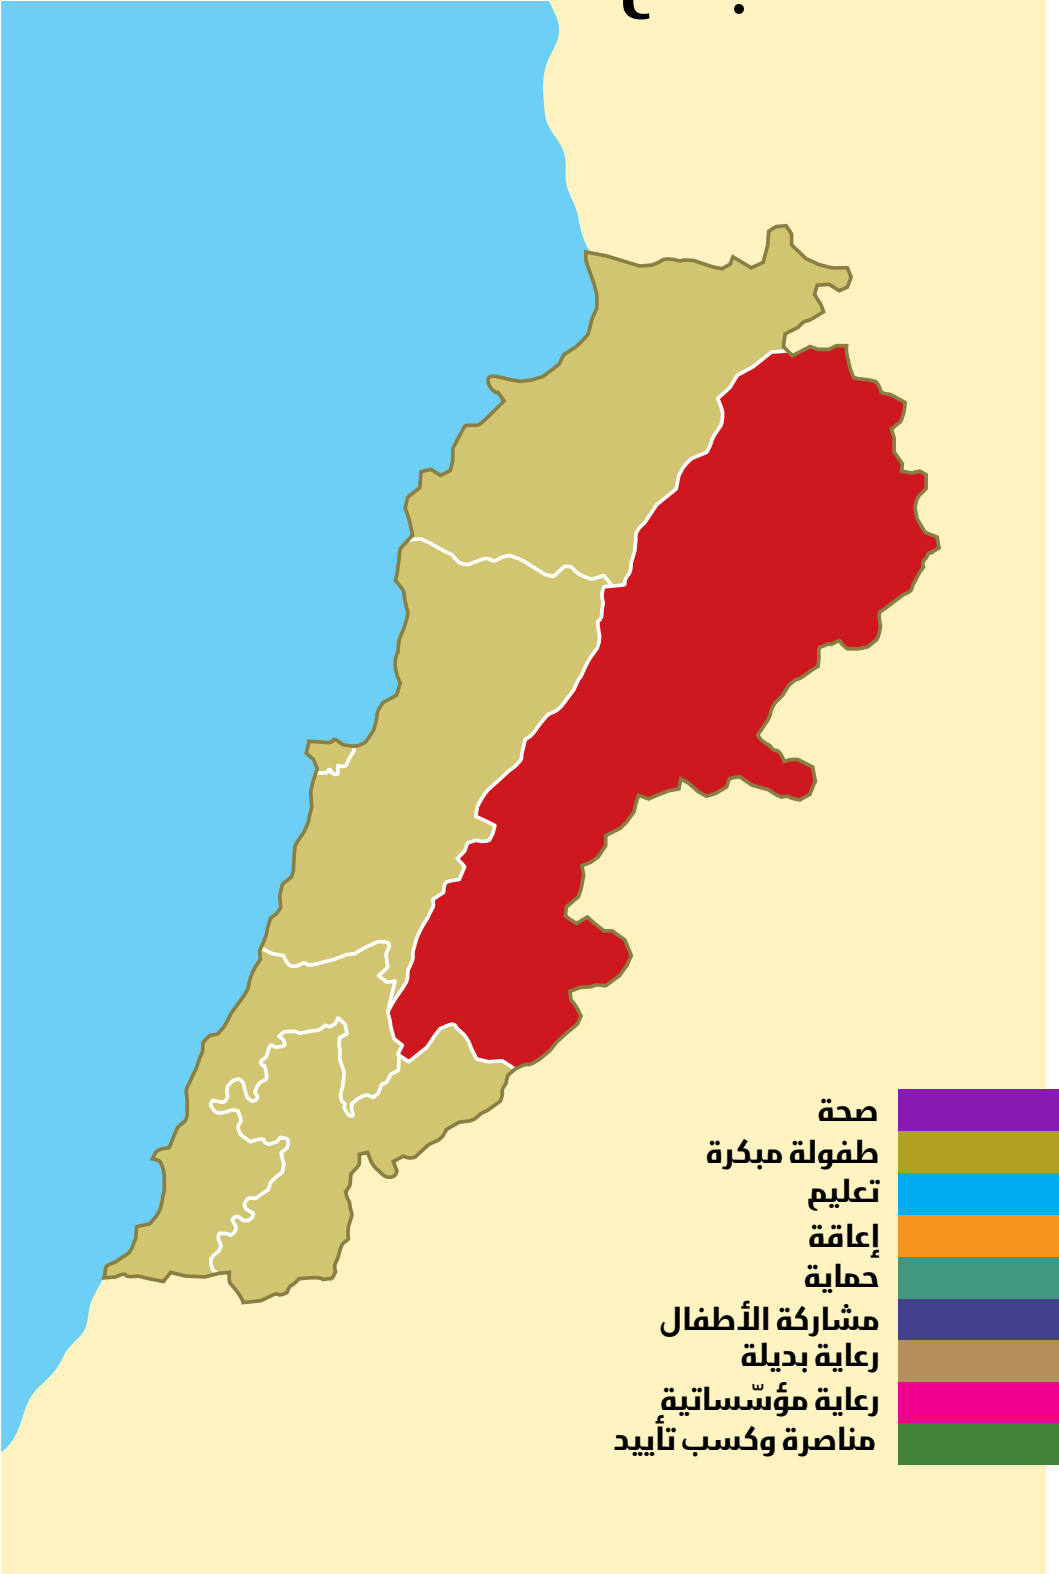 صحة
طفولة مبكرة
تعليم
إعاقة
حماية
مشاركة الأطفال
رعاية بديلة
رعاية مؤسّساتية
مناصرة وكسب تأييد